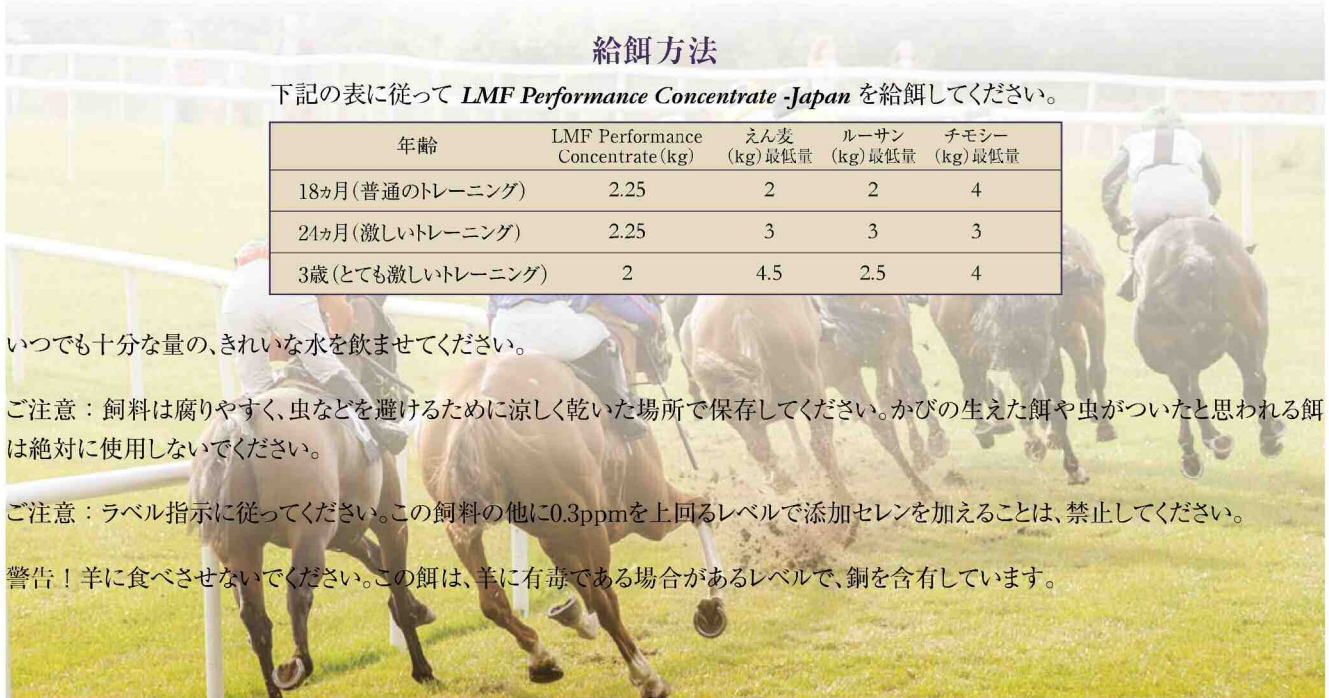 給餌方法
下記の表に従って LMF Performance Concentrate -Japan を給餌してください。
年齢 LMF Performance Concentrate(kg) えん麦(kg)最低量 ルーサン(kg)最低量 チモシー(kg)最低量
18ヵ月(普通のトレーニング) 2.25 2 2 4
24ヵ月(激しいトレーニング) 2.25 3 3 3
3歳(とても激しいトレーニング) 2 4.5 2.5 4
いつでも十分な量の、きれいな水を飲ませてください。
ご注意：飼料は腐りやすく、虫などを避けるために涼しく乾いた場所で保存してください。かびの生えた餌や虫がついたと思われる餌
は絶対に使用しないでください。
ご注意：ラベル指示に従ってください。この飼料の他に0.3ppmを上回るレベルで添加セレンを加えることは、禁止してください。
警告！羊に食べさせないでください。この餌は、羊に有毒である場合があるレベルで、銅を含有しています。